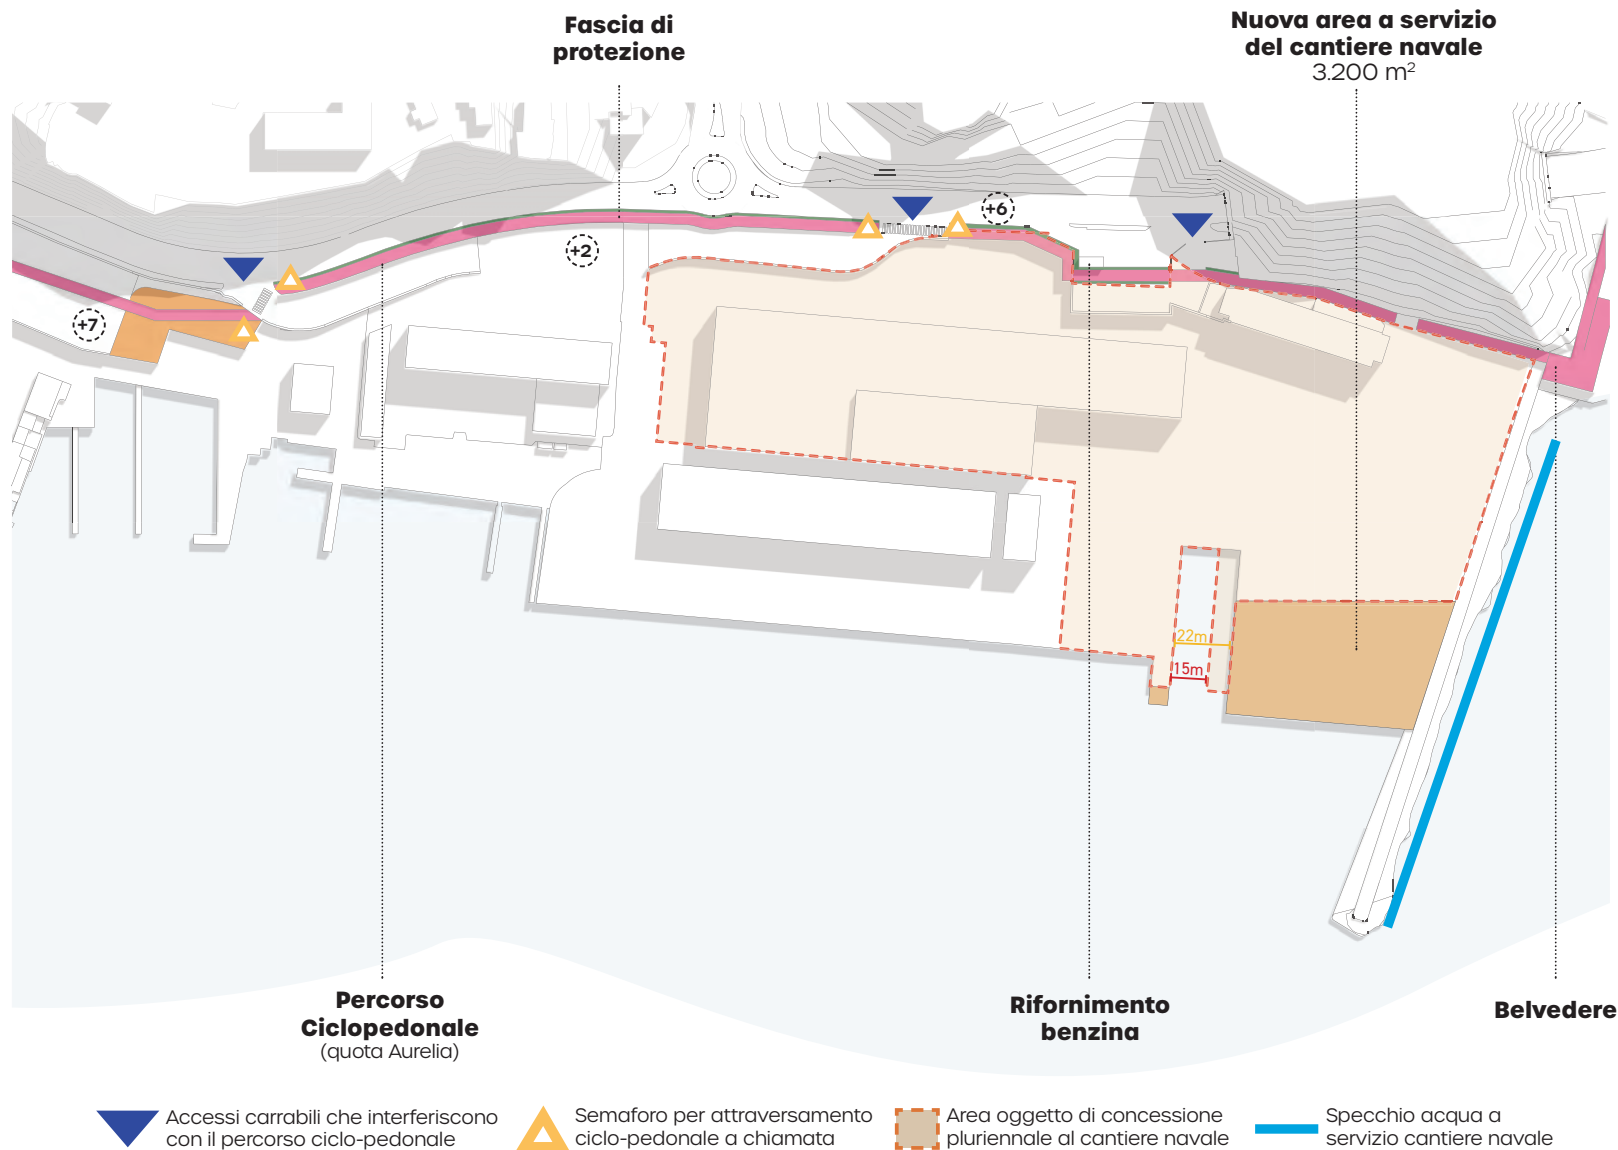 Fascia di
protezione
Nuova area a servizio
del cantiere navale
3.200 m²
+6
+2
+7
22m
15m
Percorso
Ciclopedonale
(quota Aurelia)
Rifornimento
benzina
Belvedere
Accessi carrabili che interferiscono
con il percorso ciclo-pedonale
Semaforo per attraversamento
ciclo-pedonale a chiamata
Area oggetto di concessione
pluriennale al cantiere navale
Specchio acqua a
servizio cantiere navale